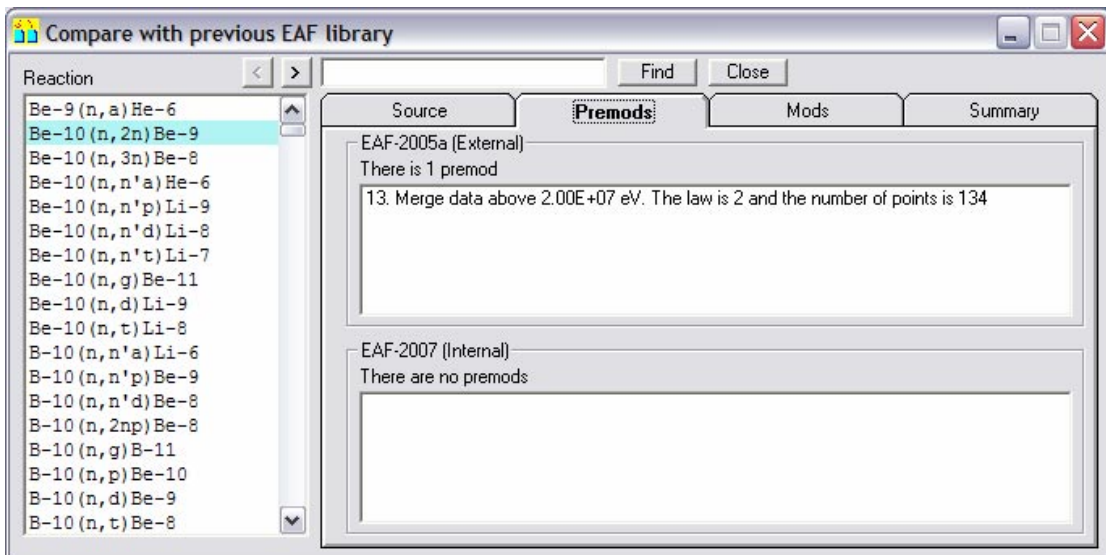 Compare with previous EAF library
Reaction < >
Find Close
Be-9(n,a)He-6
Be-10(n,2n)Be-9
Be-10(n,3n)Be-8
Be-10(n,n'a)He-6
Be-10(n,n'p)Li-9
Be-10(n,n'd)Li-8
Be-10(n,n't)Li-7
Be-10(n,g)Be-11
Be-10(n,d)Li-9
Be-10(n,t)Li-8
B-10(n,n'a)Li-6
B-10(n,n'p)Be-9
B-10(n,n'd)Be-8
B-10(n,2np)Be-8
B-10(n,g)B-11
B-10(n,p)Be-10
B-10(n,d)Be-9
B-10(n,t)Be-8
Source Premods Mods Summary
EAF-2005a (External)
There is 1 premod
13. Merge data above 2.00E+07 eV. The law is 2 and the number of points is 134
EAF-2007 (Internal)
There are no premods